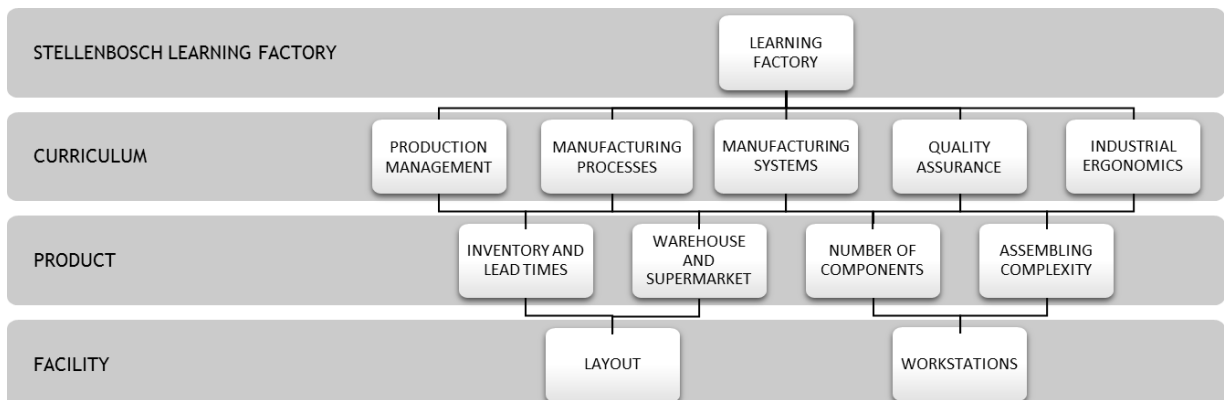 STELLENBOSCH LEARNING FACTORY
LEARNING
FACTORY
CURRICULUM
PRODUCTION
MANAGEMENT
MANUFACTURING
PROCESSES
MANUFACTURING
SYSTEMS
QUALITY
ASSURANCE
INDUSTRIAL
ERGONOMICS
PRODUCT
INVENTORY AND
LEAD TIMES
WAREHOUSE
AND
SUPERMARKET
NUMBER OF
COMPONENTS
ASSEMBLING
COMPLEXITY
FACILITY
LAYOUT
WORKSTATIONS